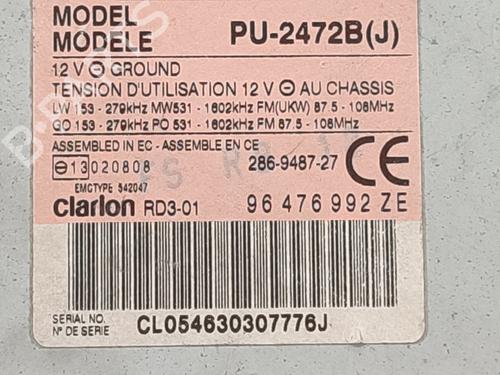 MODEL
MODÈLE PU-2472B(J)
12 V ⊖ GROUND
TENSION D'UTILISATION 12 V ⊖ AU CHASSIS
LW 153 - 279kHz MW531 - 1602kHz FM(UKW) 87.5 - 108MHz
GO 153 - 279kHz PO 531 - 1602kHz FM 87.5 - 108MHz
ASSEMBLED IN EC - ASSEMBLE EN CE
13020808 286-9487-27 CE
EMCTYPE 542047
Clarion RD3-01 96 476 992 ZE
SERIAL NO.
N° DE SERIE CL054630307776J